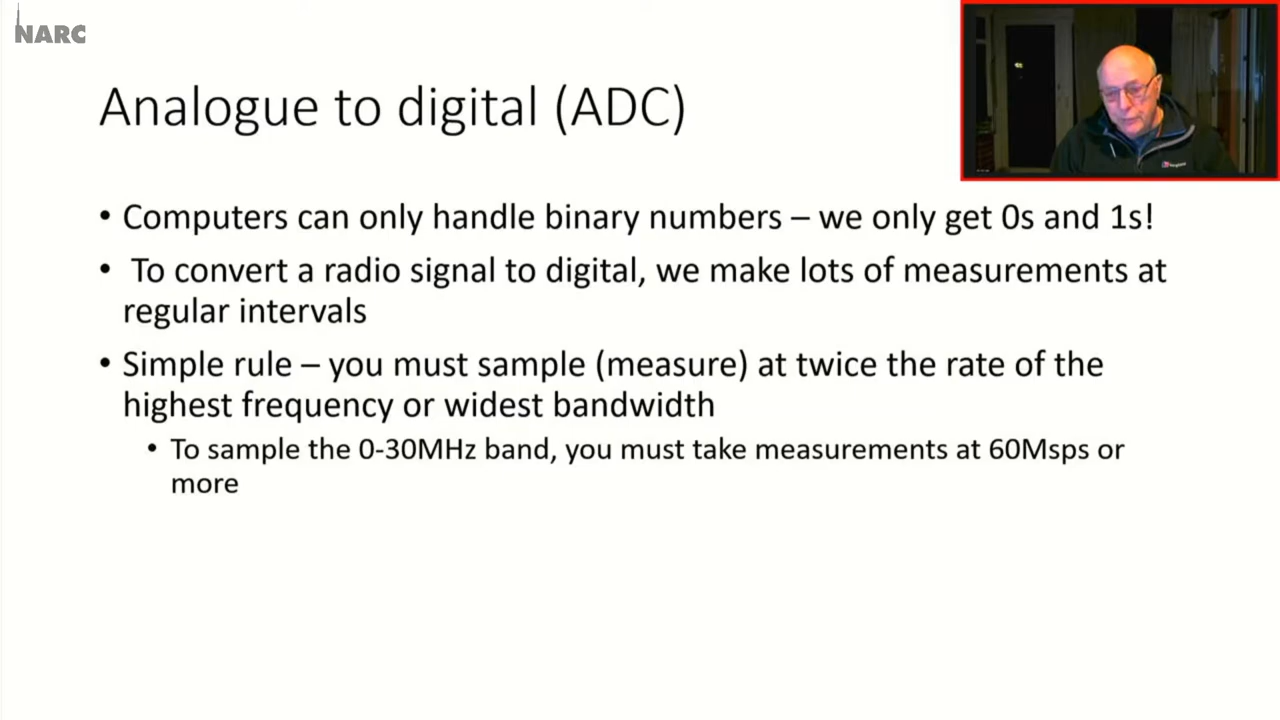 NARC
Analogue to digital (ADC)
• Computers can only handle binary numbers – we only get 0s and 1s!
• To convert a radio signal to digital, we make lots of measurements at
regular intervals
• Simple rule – you must sample (measure) at twice the rate of the
highest frequency or widest bandwidth
• To sample the 0-30MHz band, you must take measurements at 60Msps or
more